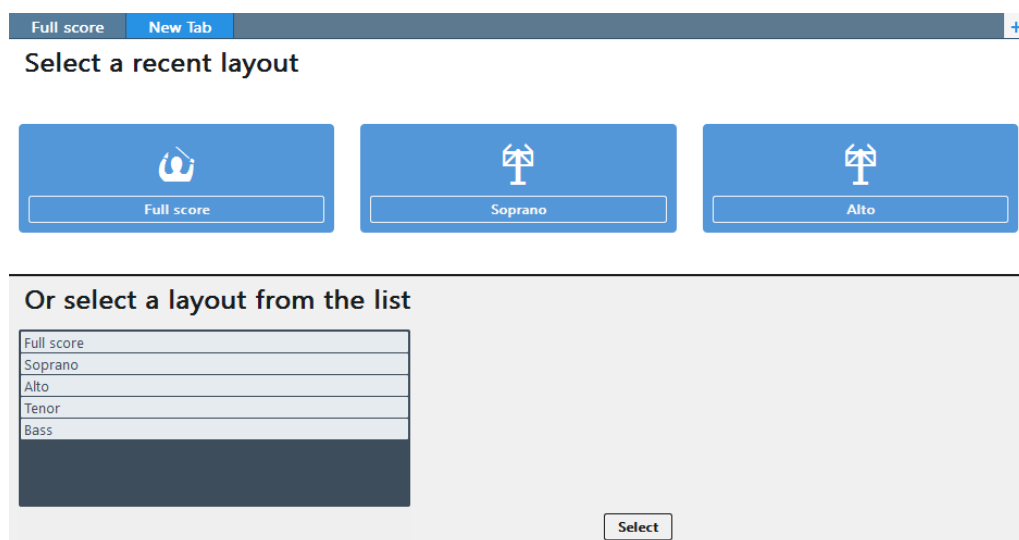 Full score New Tab +
Select a recent layout
Full score Soprano Alto
Or select a layout from the list
Full score
Soprano
Alto
Tenor
Bass
Select